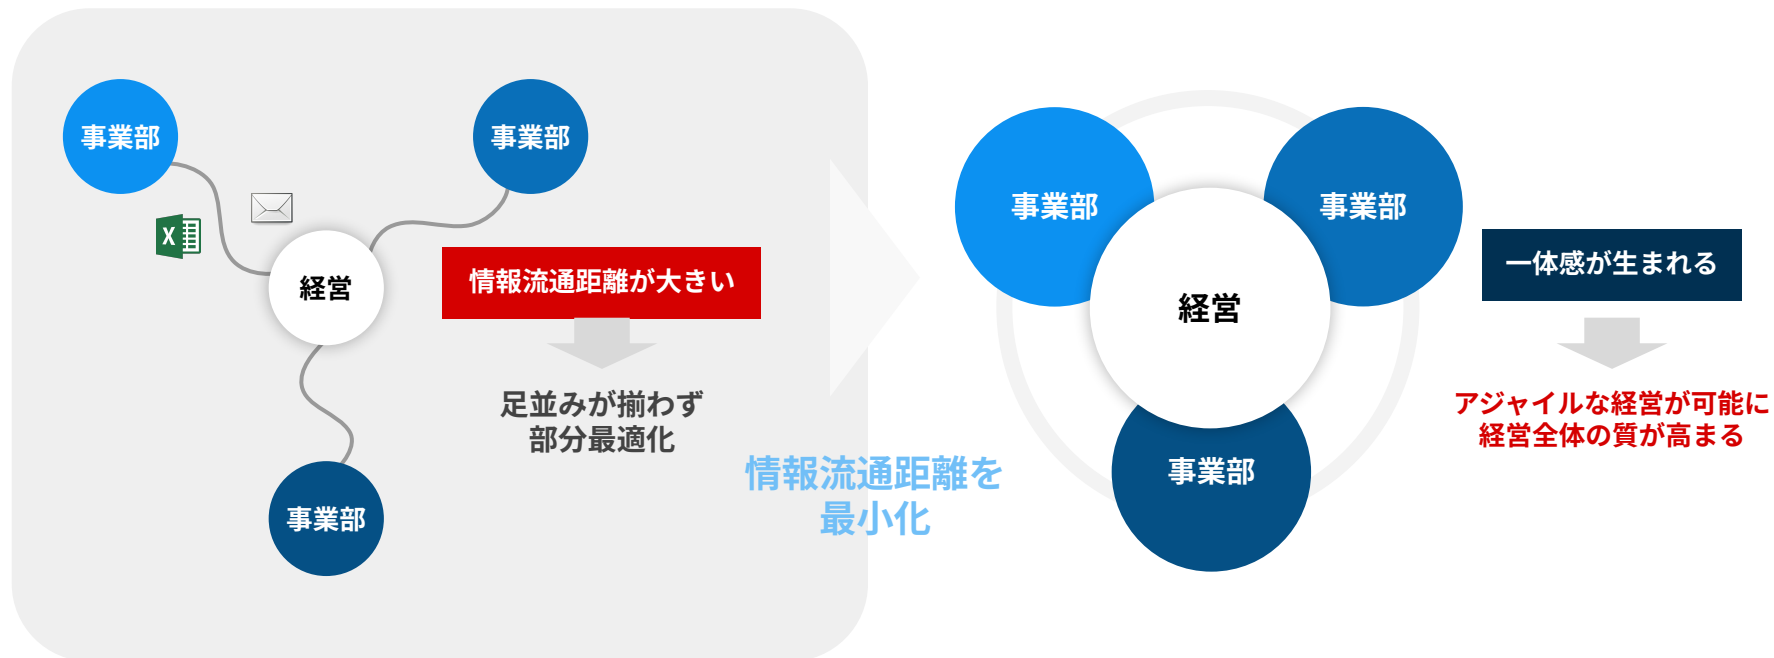 事業部
事業部
X
経営
情報流通距離が大きい
足並みが揃わず
部分最適化
事業部
情報流通距離を
最小化
事業部
事業部
経営
事業部
一体感が生まれる
アジャイルな経営が可能に
経営全体の質が高まる